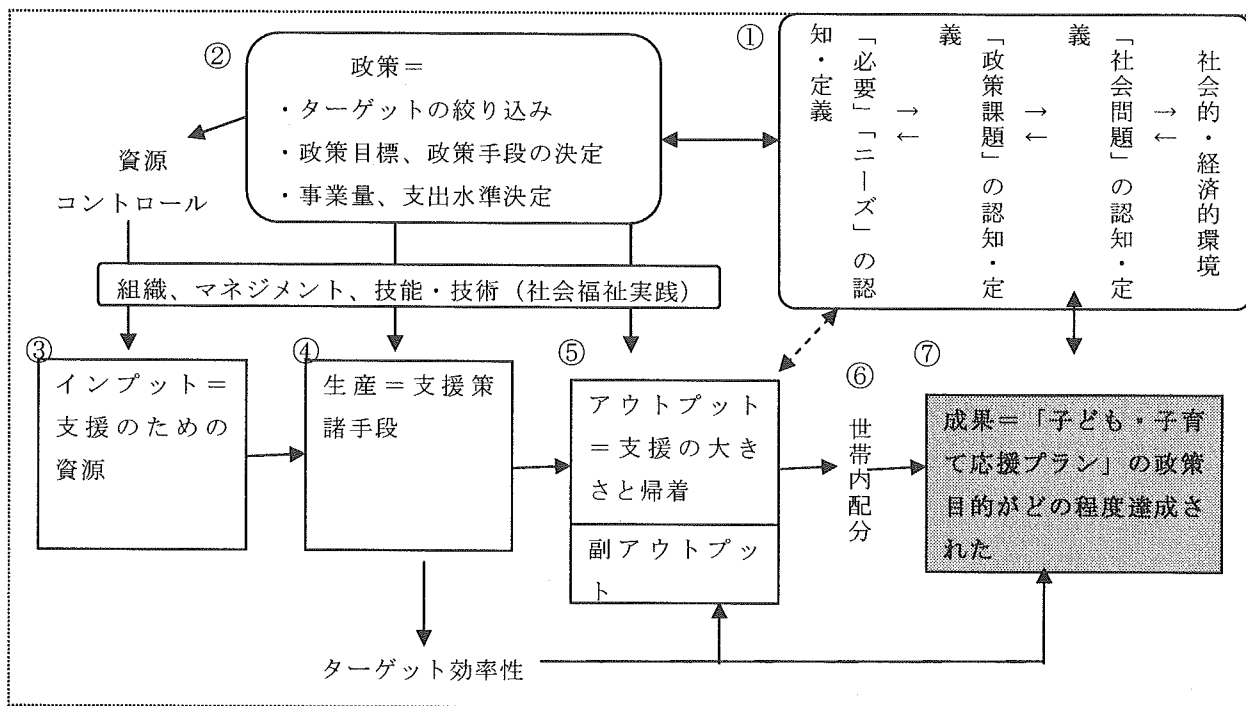 ①
社会的・経済的環境
→
←
「社会問題」の認知・定
義
→
←
「政策課題」の認知・定
義
→
←
「必要」「ニーズ」の認
知・定義
②
政策＝
・ターゲットの絞り込み
・政策目標、政策手段の決定
・事業量、支出水準決定
資源
コントロール
組織、マネジメント、技能・技術（社会福祉実践）
③
インプット＝
支援のための
資源
④
生産＝支援策
諸手段
⑤
アウトプット
＝支援の大き
さと帰着
副アウトプッ
ト
⑥
世帯内配分
⑦
成果＝「子ども・子育
て応援プラン」の政策
目的がどの程度達成さ
れた
ターゲット効率性